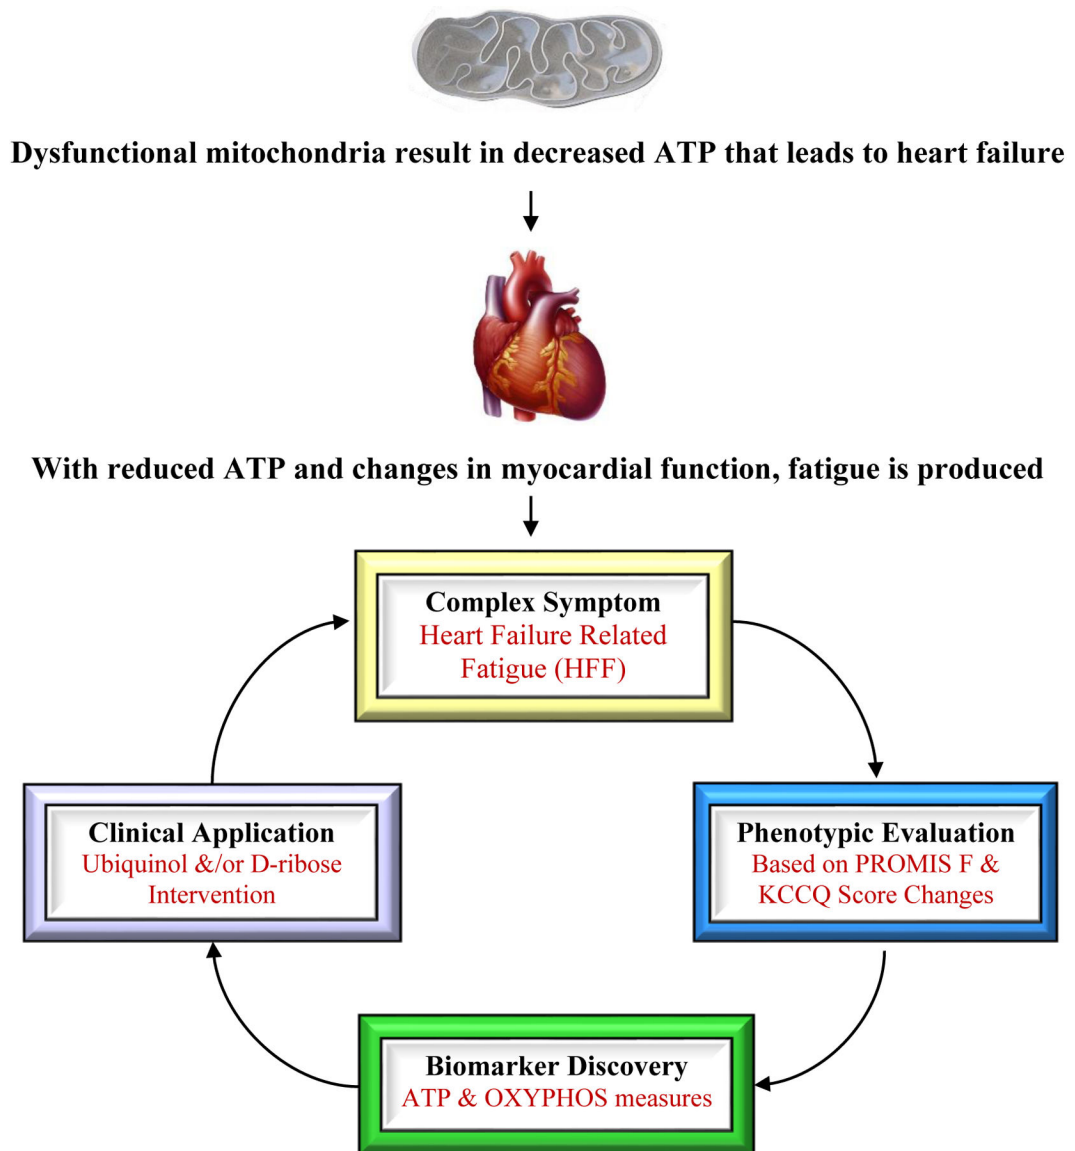 Dysfunctional mitochondria result in decreased ATP that leads to heart failure
With reduced ATP and changes in myocardial function, fatigue is produced
Complex Symptom
Heart Failure Related
Fatigue (HFF)
Clinical Application
Ubiquinol &/or D-ribose
Intervention
Phenotypic Evaluation
Based on PROMIS F &
KCCQ Score Changes
Biomarker Discovery
ATP & OXYPHOS measures